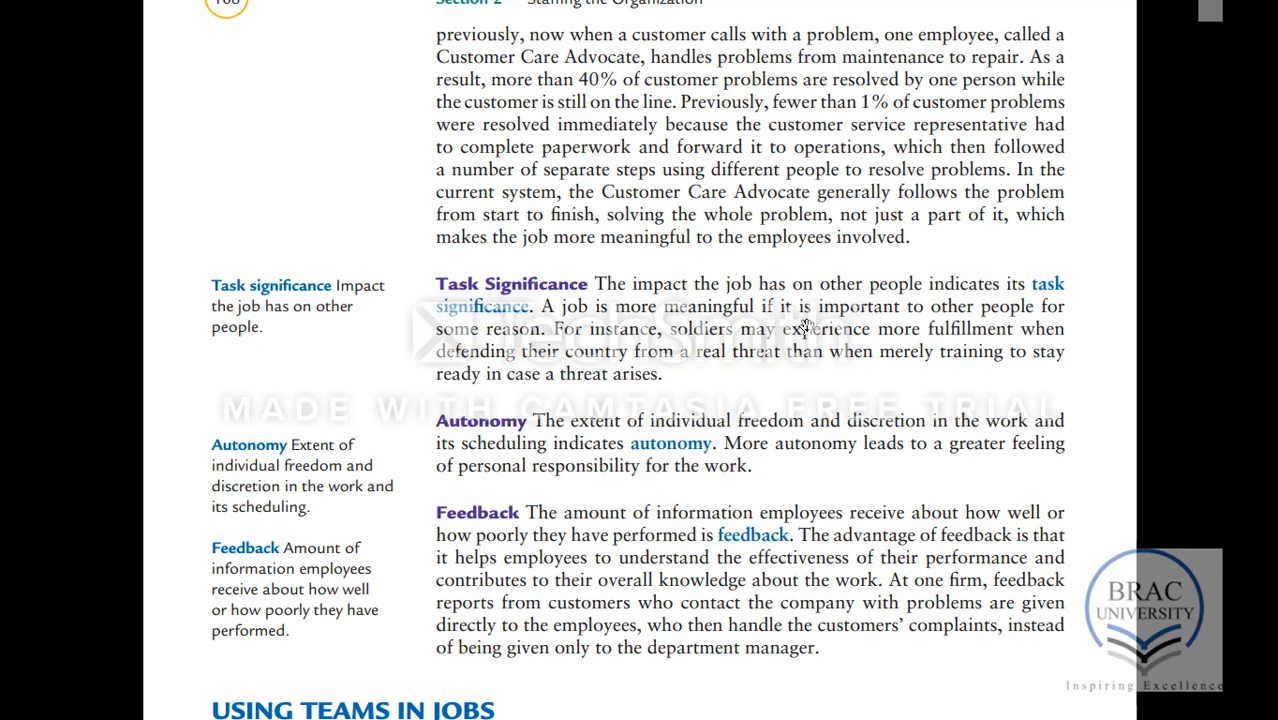 168
Section 2 Staffing the Organization
previously, now when a customer calls with a problem, one employee, called a
Customer Care Advocate, handles problems from maintenance to repair. As a
result, more than 40% of customer problems are resolved by one person while
the customer is still on the line. Previously, fewer than 1% of customer problems
were resolved immediately because the customer service representative had
to complete paperwork and forward it to operations, which then followed
a number of separate steps using different people to resolve problems. In the
current system, the Customer Care Advocate generally follows the problem
from start to finish, solving the whole problem, not just a part of it, which
makes the job more meaningful to the employees involved.
Task significance Impact
the job has on other
people.
Task Significance The impact the job has on other people indicates its task
significance. A job is more meaningful if it is important to other people for
some reason. For instance, soldiers may experience more fulfillment when
defending their country from a real threat than when merely training to stay
ready in case a threat arises.
TechSmith
MADE WITH CAMTASIA FREE TRIAL
Autonomy Extent of
individual freedom and
discretion in the work and
its scheduling.
Autonomy The extent of individual freedom and discretion in the work and
its scheduling indicates autonomy. More autonomy leads to a greater feeling
of personal responsibility for the work.
Feedback Amount of
information employees
receive about how well
or how poorly they have
performed.
Feedback The amount of information employees receive about how well or
how poorly they have performed is feedback. The advantage of feedback is that
it helps employees to understand the effectiveness of their performance and
contributes to their overall knowledge about the work. At one firm, feedback
reports from customers who contact the company with problems are given
directly to the employees, who then handle the customers' complaints, instead
of being given only to the department manager.
BRAC
UNIVERSITY
Inspiring Excellence
USING TEAMS IN JOBS